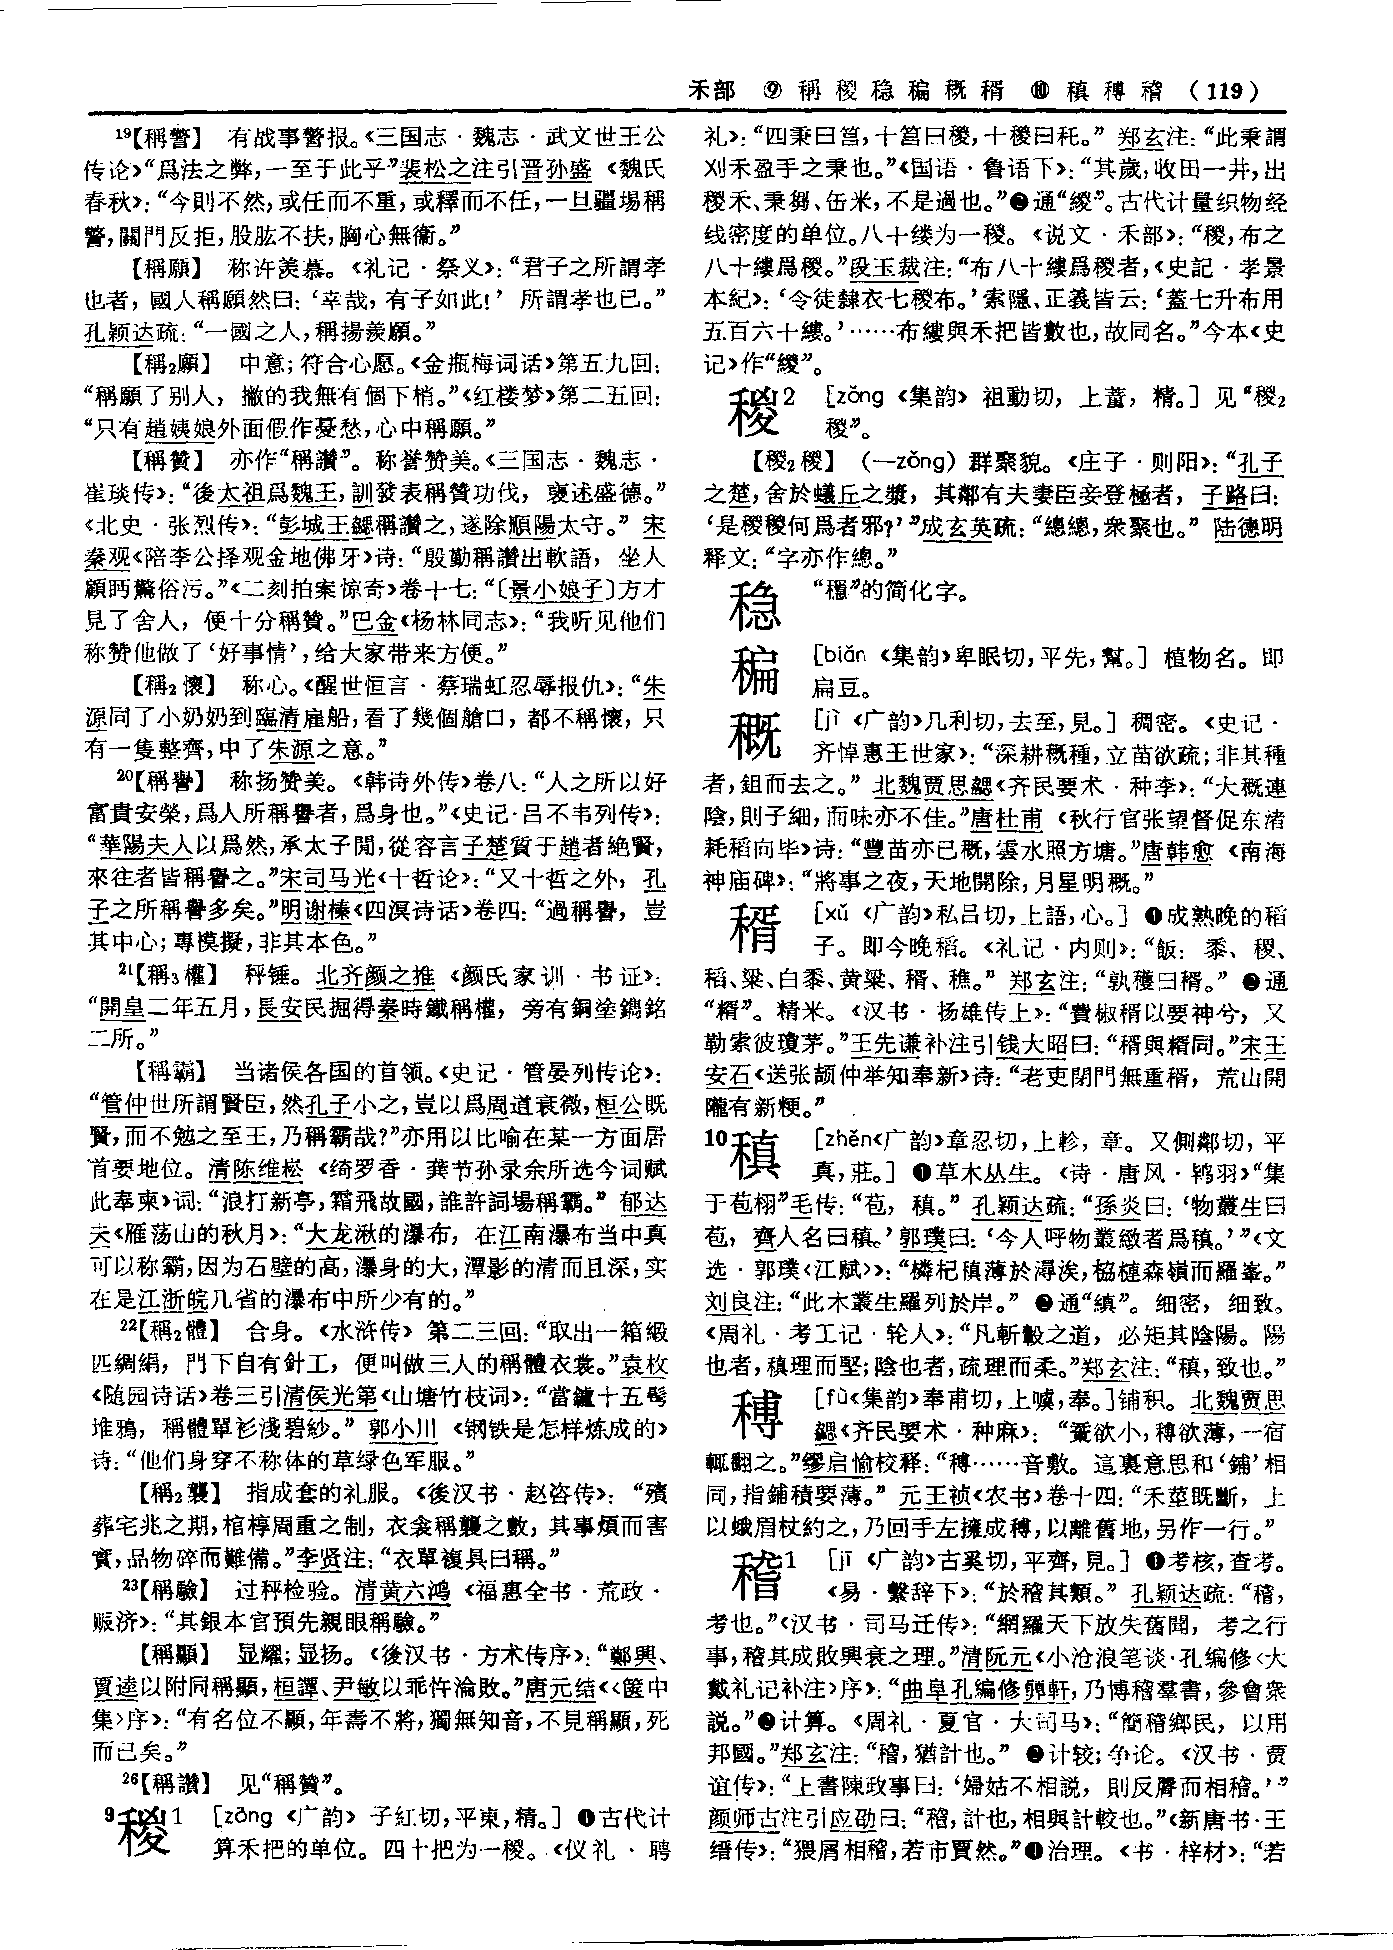 禾部 ⑨ 稱稯稳稨穊稰 ⑩ 稹䅭稽 (119)
19【稱警】 有战事警报。《三国志·魏志·武文世王公
传论》“爲法之弊，一至于此乎”裴松之注引晋孙盛《魏氏
春秋》：“今則不然，或任而不重，或釋而不任，一旦疆埸稱
警，關門反拒，股肱不扶，胸心無衞。”
【稱願】 称许羡慕。《礼记·祭义》：“君子之所謂孝
也者，國人稱願然曰：‘幸哉，有子如此！’所謂孝也已。”
孔颖达疏：“一國之人，稱揚羨願。”
【稱2願】 中意；符合心愿。《金瓶梅词话》第五九回：
“稱願了别人，撇的我無有個下梢。”《红楼梦》第二五回：
“只有趙姨娘外面假作憂愁，心中稱願。”
【稱贊】 亦作“稱讚”。称誉赞美。《三国志·魏志·
崔琰传》：“後太祖爲魏王，訓發表稱贊功伐，襃述盛德。”
《北史·张烈传》：“彭城王勰稱讚之，遂除順陽太守。”宋
秦观《陪李公择观金地佛牙》诗：“殷勤稱讚出軟語，坐人
顧眄驚俗污。”《二刻拍案惊奇》卷十七：“〔景小娘子〕方才
見了舍人，便十分稱贊。”巴金《杨林同志》：“我听见他们
称赞他做了‘好事情’，给大家带来方便。”
【稱2懷】 称心。《醒世恒言·蔡瑞虹忍辱报仇》：“朱
源同了小奶奶到臨清雇船，看了幾個艙口，都不稱懷，只
有一隻整齊，中了朱源之意。”
20【稱譽】 称扬赞美。《韩诗外传》卷八：“人之所以好
富貴安榮，爲人所稱譽者，爲身也。”《史记·吕不韦列传》：
“華陽夫人以爲然，承太子閒，從容言子楚質于趙者絶賢，
來往者皆稱譽之。”宋司马光《十哲论》：“又十哲之外，孔
子之所稱譽多矣。”明谢榛《四溟诗话》卷四：“過稱譽，豈
其中心；專模擬，非其本色。”
21【稱3權】 秤锤。北齐颜之推《颜氏家训·书证》：
“開皇二年五月，長安民掘得秦時鐵稱權，旁有銅塗鐫銘
二所。”
【稱霸】 当诸侯各国的首领。《史记·管晏列传论》：
“管仲世所謂賢臣，然孔子小之，豈以爲周道衰微，桓公既
賢，而不勉之至王，乃稱霸哉？”亦用以比喻在某一方面居
首要地位。清陈维崧《绮罗香·龚节孙录余所选今词赋
此奉柬》词：“浪打新亭，霜飛故國，誰許詞場稱霸。”郁达
夫《雁荡山的秋月》：“大龙湫的瀑布，在江南瀑布当中真
可以称霸，因为石壁的高，瀑身的大，潭影的清而且深，实
在是江浙皖几省的瀑布中所少有的。”
22【稱2體】 合身。《水浒传》第二三回：“取出一箱緞
匹綢絹，門下自有針工，便叫做三人的稱體衣裳。”袁枚
《随园诗话》卷三引清侯光第《山塘竹枝词》：“當鑪十五髩
堆鴉，稱體單衫淺碧紗。”郭小川《钢铁是怎样炼成的》
诗：“他们身穿不称体的草绿色军服。”
【稱2襲】 指成套的礼服。《後汉书·赵咨传》：“殯
葬宅兆之期，棺椁周重之制，衣衾稱襲之數，其事煩而害
實，品物碎而難備。”李贤注：“衣單複具曰稱。”
23【稱驗】 过秤检验。清黄六鸿《福惠全书·荒政·
赈济》：“其銀本官預先親眼稱驗。”
【稱顯】 显耀；显扬。《後汉书·方术传序》：“鄭興、
賈逵以附同稱顯，桓譚、尹敏以乖忤淪敗。”唐元结《〈箧中
集〉序》：“有名位不顯，年壽不將，獨無知音，不見稱顯，死
而已矣。”
26【稱讚】 见“稱贊”。
9稯1 [zōng《广韵》子紅切，平東，精。] ❶古代计
算禾把的单位。四十把为一稯。《仪礼·聘
礼》：“四秉曰筥，十筥曰稯，十稯曰秅。”郑玄注：“此秉謂
刈禾盈手之秉也。”《国语·鲁语下》：“其歲，收田一井，出
稯禾、秉芻、缶米，不是過也。”❷通“緵”。古代计量织物经
线密度的单位。八十缕为一稯。《说文·禾部》：“稯，布之
八十縷爲稯。”段玉裁注：“布八十縷爲稯者，《史記·孝景
本紀》：‘令徒隸衣七稯布。’索隱、正義皆云：‘蓋七升布用
五百六十縷。’……布縷與禾把皆數也，故同名。”今本《史
记》作“緵”。
稯2 [zǒng《集韵》祖動切，上董，精。] 见“稯2
稯”。
【稯2稯】 （—zǒng）群聚貌。《庄子·则阳》：“孔子
之楚，舍於蟻丘之漿，其鄰有夫妻臣妾登極者，子路曰：
‘是稯稯何爲者邪？’”成玄英疏：“總總，衆聚也。”陆德明
释文：“字亦作總。”
稳 “穩”的简化字。
稨 [biǎn《集韵》卑眠切，平先，幫。] 植物名。即
扁豆。
穊 [jì《广韵》几利切，去至，見。] 稠密。《史记·
齐悼惠王世家》：“深耕穊種，立苗欲疏；非其種
者，鉏而去之。”北魏贾思勰《齐民要术·种李》：“大穊連
陰，則子細，而味亦不佳。”唐杜甫《秋行官张望督促东渚
耗稻向毕》诗：“豐苗亦已穊，雲水照方塘。”唐韩愈《南海
神庙碑》：“將事之夜，天地開除，月星明穊。”
稰 [xǔ《广韵》私吕切，上語，心。] ❶成熟晚的稻
子。即今晚稻。《礼记·内则》：“飯：黍、稷、
稻、粱、白黍、黄粱、稰、穛。”郑玄注：“孰穫曰稰。”❷通
“糈”。精米。《汉书·扬雄传上》：“費椒稰以要神兮，又
勒索彼瓊茅。”王先谦补注引钱大昭曰：“稰與糈同。”宋王
安石《送张颉仲举知奉新》诗：“老吏閉門無重稰，荒山開
隴有新粳。”
10稹 [zhěn《广韵》章忍切，上軫，章。又側鄰切，平
真，莊。] ❶草木丛生。《诗·唐风·鸨羽》“集
于苞栩”毛传：“苞，稹。”孔颖达疏：“孫炎曰：‘物叢生曰
苞，齊人名曰稹。’郭璞曰：‘今人呼物叢緻者爲稹。’”《文
选·郭璞〈江赋〉》：“橉杞稹薄於潯涘，栛槤森嶺而羅峯。”
刘良注：“此木叢生羅列於岸。”❷通“縝”。细密，细致。
《周礼·考工记·轮人》：“凡斬轂之道，必矩其陰陽。陽
也者，稹理而堅；陰也者，疏理而柔。”郑玄注：“稹，致也。”
䅭 [fù《集韵》奉甫切，上噳，奉。]铺积。北魏贾思
勰《齐民要术·种麻》：“䕠欲小，䅭欲薄，一宿
輒翻之。”缪启愉校释：“䅭……音敷。這裏意思和‘鋪’相
同，指鋪積要薄。”元王祯《农书》卷十四：“禾莖既斷，上
以蛾眉杖約之，乃回手左擁成䅭，以離舊地，另作一行。”
稽1 [jī《广韵》古奚切，平齊，見。] ❶考核，查考。
《易·繋辞下》：“於稽其類。”孔颖达疏：“稽，
考也。”《汉书·司马迁传》：“網羅天下放失舊聞，考之行
事，稽其成敗興衰之理。”清阮元《小沧浪笔谈·孔编修〈大
戴礼记补注〉序》：“曲阜孔編修顨軒，乃博稽羣書，參會衆
説。”❷计算。《周礼·夏官·大司马》：“簡稽鄉民，以用
邦國。”郑玄注：“稽，猶計也。”❸计较；争论。《汉书·贾
谊传》：“上書陳政事曰：‘婦姑不相説，則反脣而相稽。’”
颜师古注引应劭曰：“稽，計也，相與計較也。”《新唐书·王
缙传》：“猥屑相稽，若市賈然。”❹治理。《书·梓材》：“若